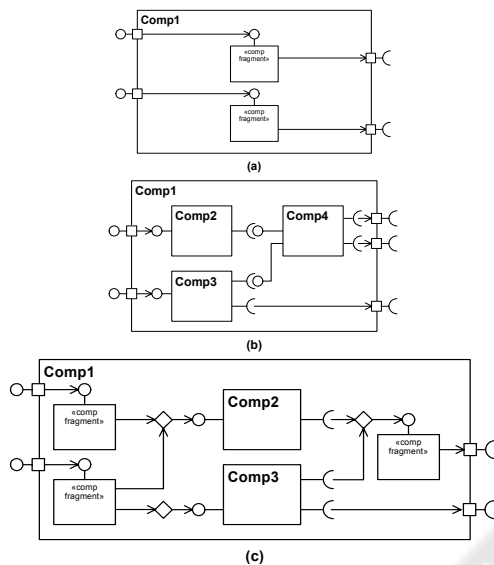 Comp1
«comp
fragment»
«comp
fragment»
(a)
Comp1
Comp2
Comp4
Comp3
(b)
Comp1
«comp
fragment»
Comp2
«comp
fragment»
«comp
fragment»
Comp3
(c)